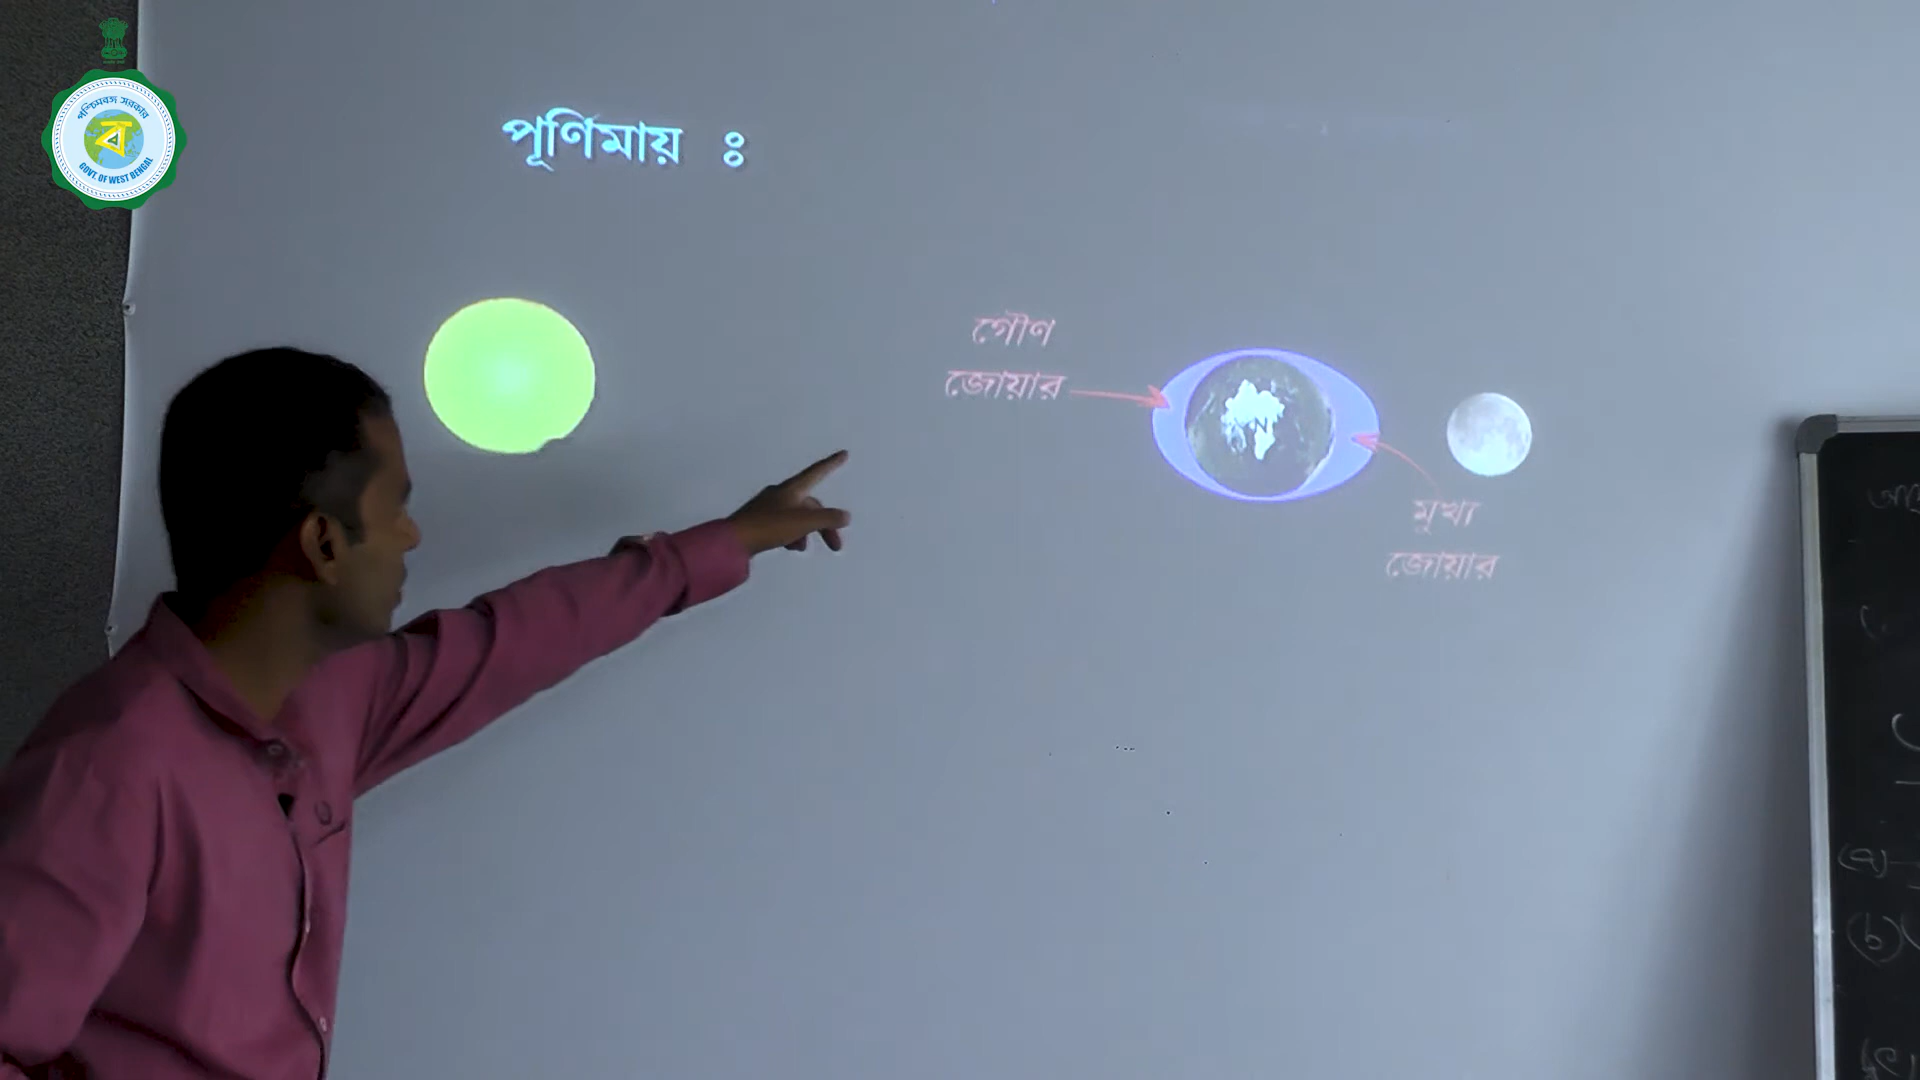 পশ্চিমবঙ্গ সরকার
ব
GOVT. OF WEST BENGAL
পূর্ণিমায় ঃ
গৌণ
জোয়ার
N
মুখ্য
জোয়ার